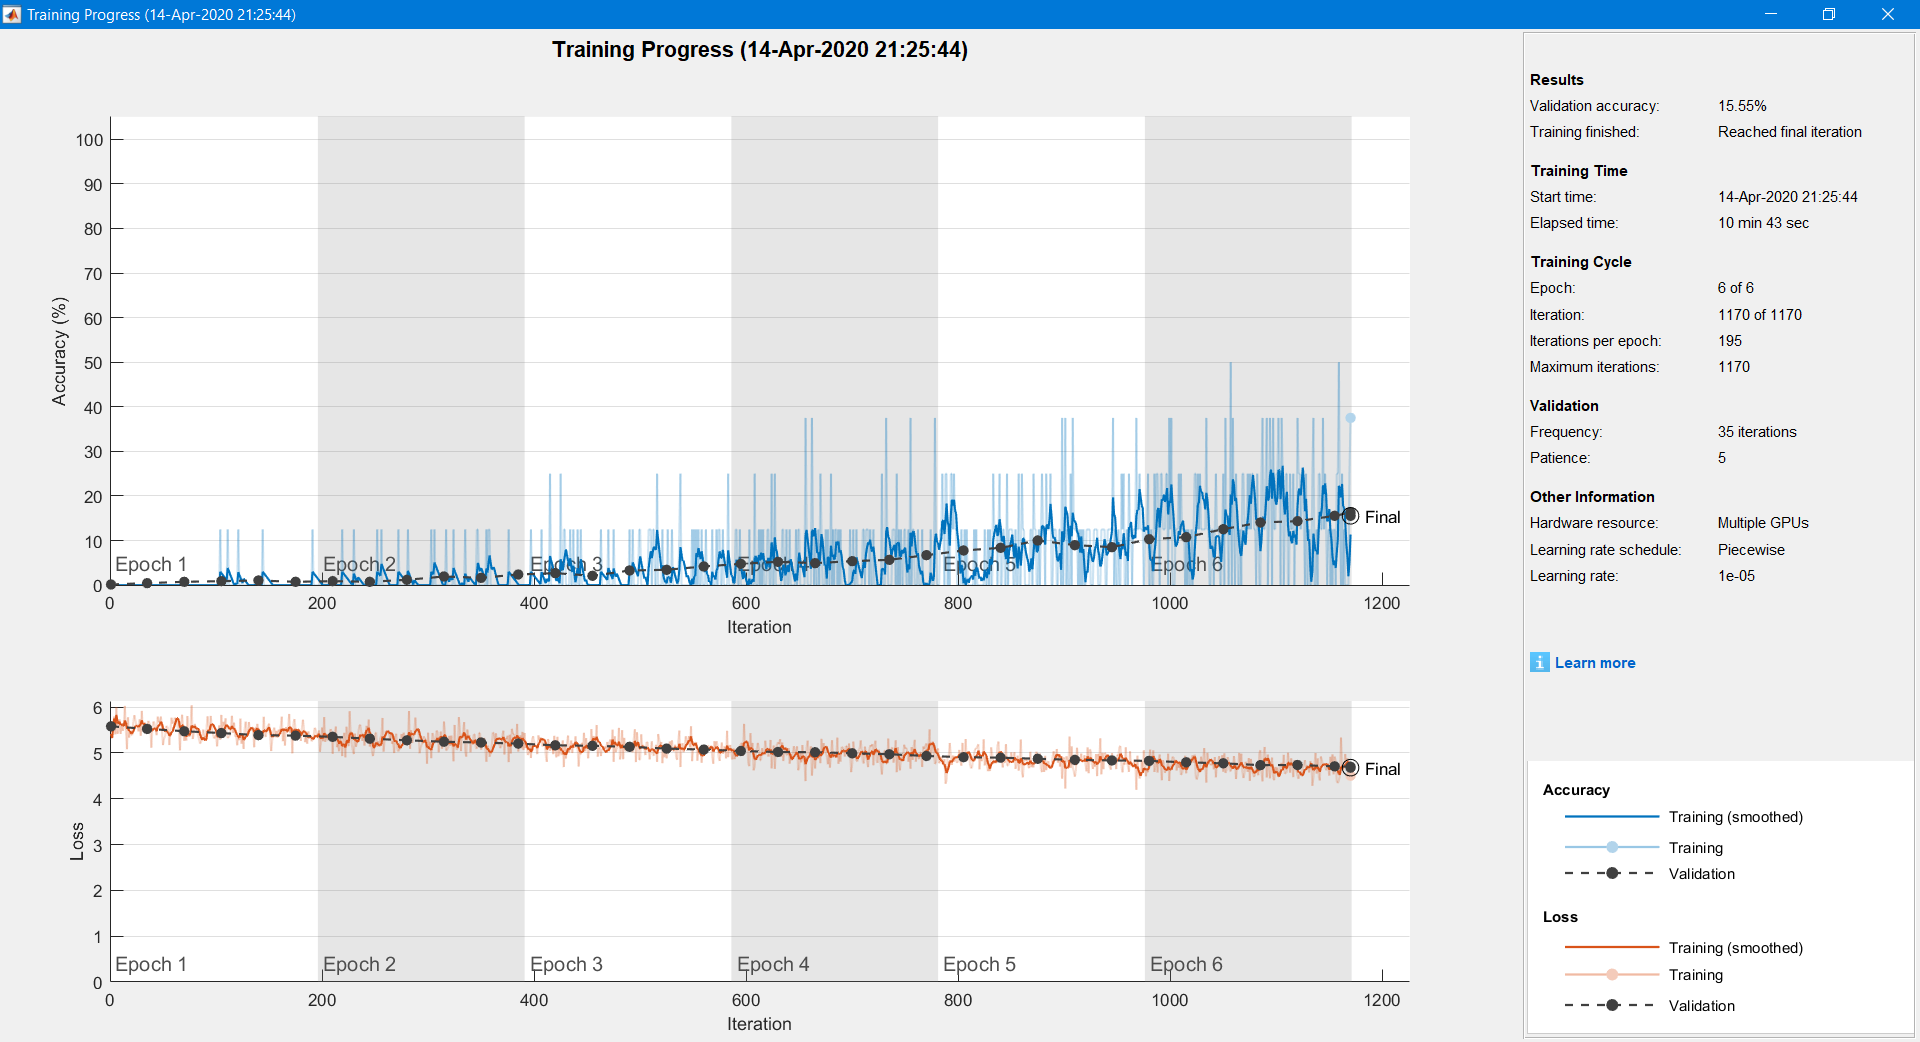 Training Progress (14-Apr-2020 21:25:44)
Training Progress (14-Apr-2020 21:25:44)
100
90
80
70
60
50
40
30
20
10
0
Accuracy (%)
Epoch 1
Epoch 2
Epoch 3
Epoch 4
Epoch 5
Epoch 6
Final
0 200 400 600 800 1000 1200
Iteration
6
5
4
3
2
1
0
Loss
Final
Epoch 1
Epoch 2
Epoch 3
Epoch 4
Epoch 5
Epoch 6
0 200 400 600 800 1000 1200
Iteration
Results
Validation accuracy: 15.55%
Training finished: Reached final iteration
Training Time
Start time: 14-Apr-2020 21:25:44
Elapsed time: 10 min 43 sec
Training Cycle
Epoch: 6 of 6
Iteration: 1170 of 1170
Iterations per epoch: 195
Maximum iterations: 1170
Validation
Frequency: 35 iterations
Patience: 5
Other Information
Hardware resource: Multiple GPUs
Learning rate schedule: Piecewise
Learning rate: 1e-05
i Learn more
Accuracy
Training (smoothed)
Training
Validation
Loss
Training (smoothed)
Training
Validation